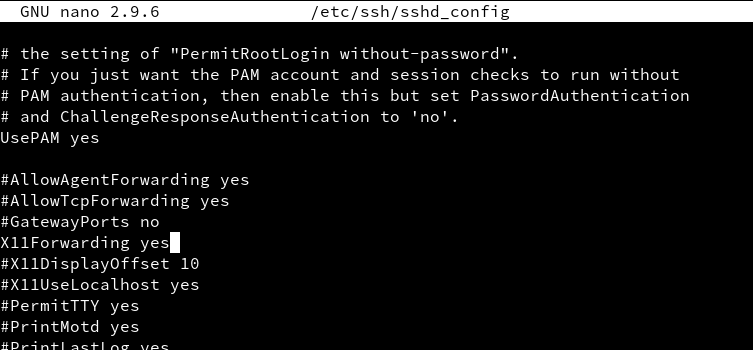 GNU nano 2.9.6 /etc/ssh/sshd_config
# the setting of "PermitRootLogin without-password".
# If you just want the PAM account and session checks to run without
# PAM authentication, then enable this but set PasswordAuthentication
# and ChallengeResponseAuthentication to 'no'.
UsePAM yes
#AllowAgentForwarding yes
#AllowTcpForwarding yes
#GatewayPorts no
X11Forwarding yes
#X11DisplayOffset 10
#X11UseLocalhost yes
#PermitTTY yes
#PrintMotd yes
#PrintLastLog yes